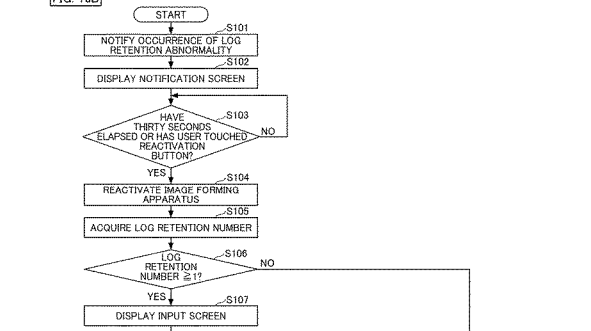 START
S101
NOTIFY OCCURRENCE OF LOG
RETENTION ABNORMALITY
S102
DISPLAY NOTIFICATION SCREEN
S103
HAVE
THIRTY SECONDS
ELAPSED OR HAS USER TOUCHED
REACTIVATION
BUTTON?
NO
YES
S104
REACTIVATE IMAGE FORMING
APPARATUS
S105
ACQUIRE LOG RETENTION NUMBER
S106
LOG
RETENTION
NUMBER ≧1?
NO
YES
S107
DISPLAY INPUT SCREEN